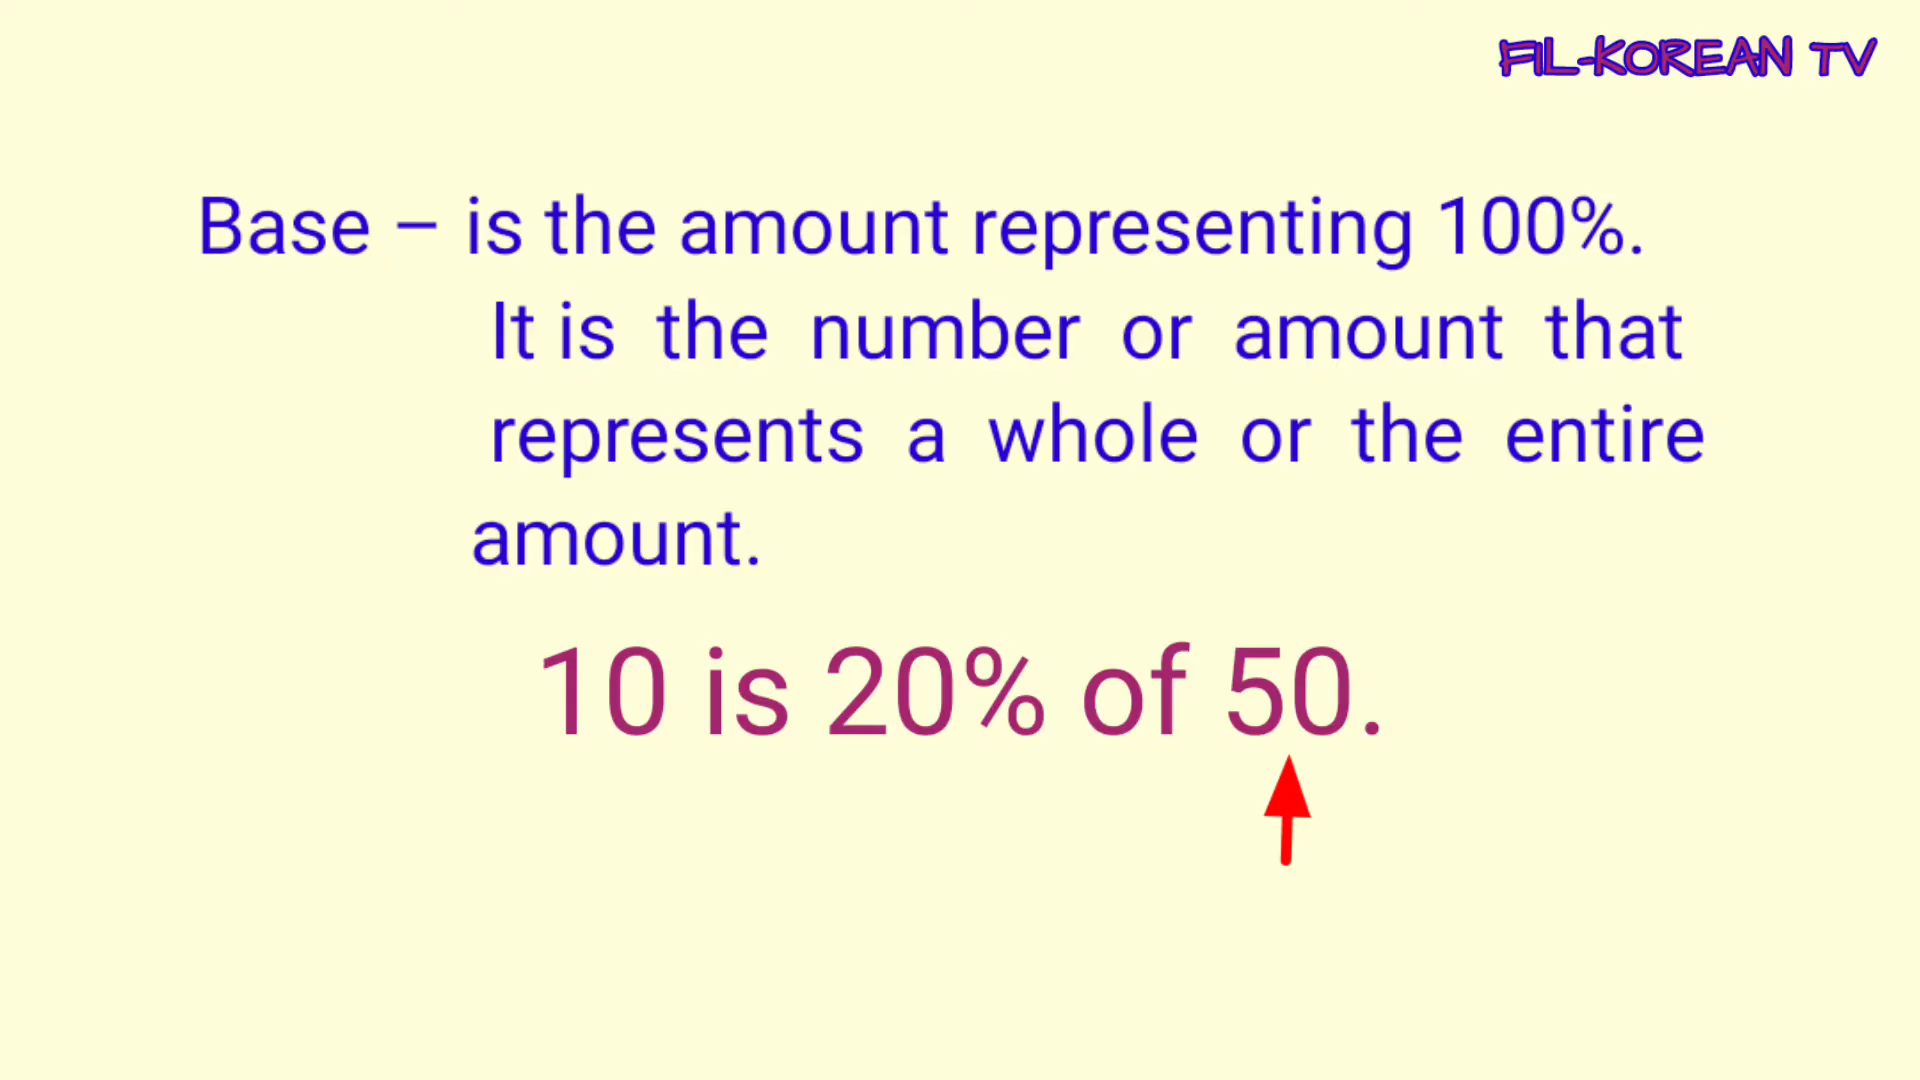 FIL-KOREAN TV
Base – is the amount representing 100%.
It is the number or amount that
represents a whole or the entire
amount.
10 is 20% of 50.